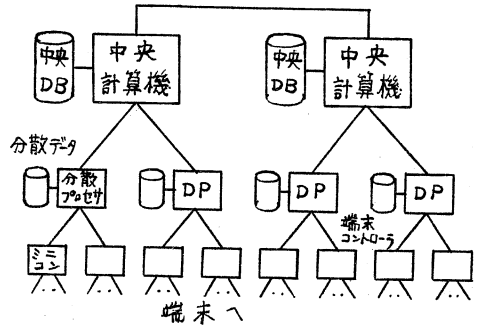 中央
DB
中央
計算機
中央
DB
中央
計算機
分散データ
分散
プロセサ
DP
DP
DP
端末
コントローラ
ミニ
コン
端末へ